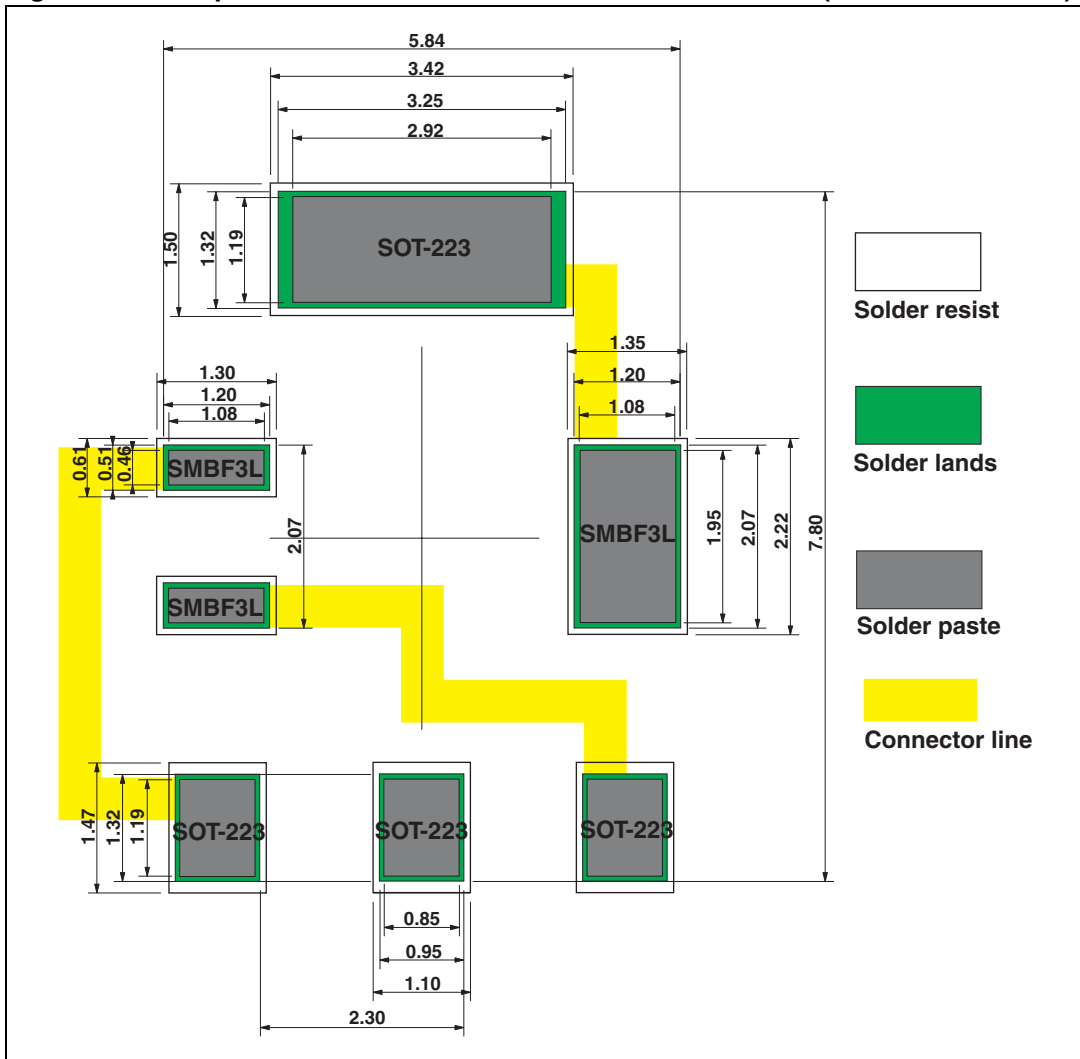 5.84
3.42
3.25
2.92
1.50
1.32
1.19
SOT-223
Solder resist
1.35
1.20
1.08
1.30
1.20
1.08
0.61
0.51
0.46
SMBF3L
2.07
SMBF3L
1.95
2.07
2.22
7.80
Solder lands
SMBF3L
Solder paste
Connector line
1.47
1.32
1.19
SOT-223
SOT-223
SOT-223
0.85
0.95
1.10
2.30